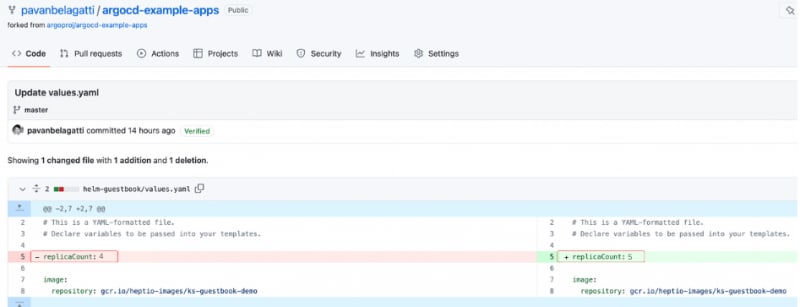 pavanbelagatti / argocd-example-apps Public
forked from argoproj/argocd-example-apps
Code Pull requests Actions Projects Wiki Security Insights Settings
Update values.yaml
master
pavanbelagatti committed 14 hours ago Verified
Showing 1 changed file with 1 addition and 1 deletion.
2 helm-guestbook/values.yaml
@@ -2,7 +2,7 @@
2 # This is a YAML-formatted file. 2 # This is a YAML-formatted file.
3 # Declare variables to be passed into your templates. 3 # Declare variables to be passed into your templates.
4 4
5 - replicaCount: 4 5 + replicaCount: 5
6 6
7 image: 7 image:
8 repository: gcr.io/heptio-images/ks-guestbook-demo 8 repository: gcr.io/heptio-images/ks-guestbook-demo